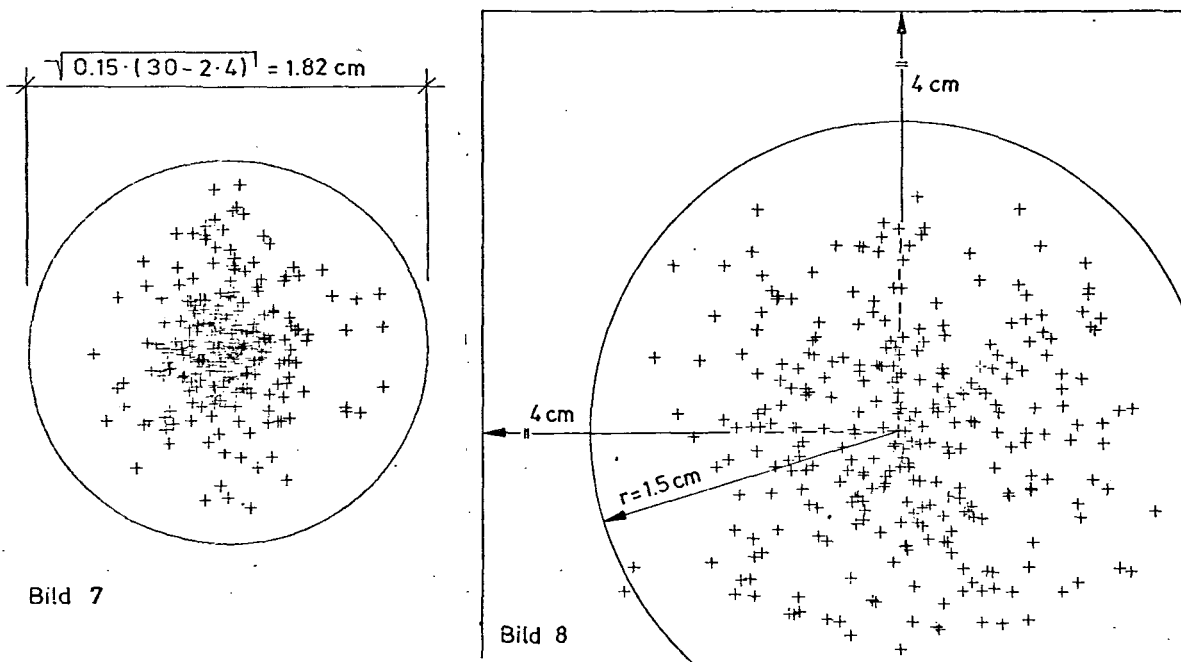 √0.15·(30-2·4) = 1.82 cm
Bild 7
4 cm
4 cm
r=1.5 cm
Bild 8